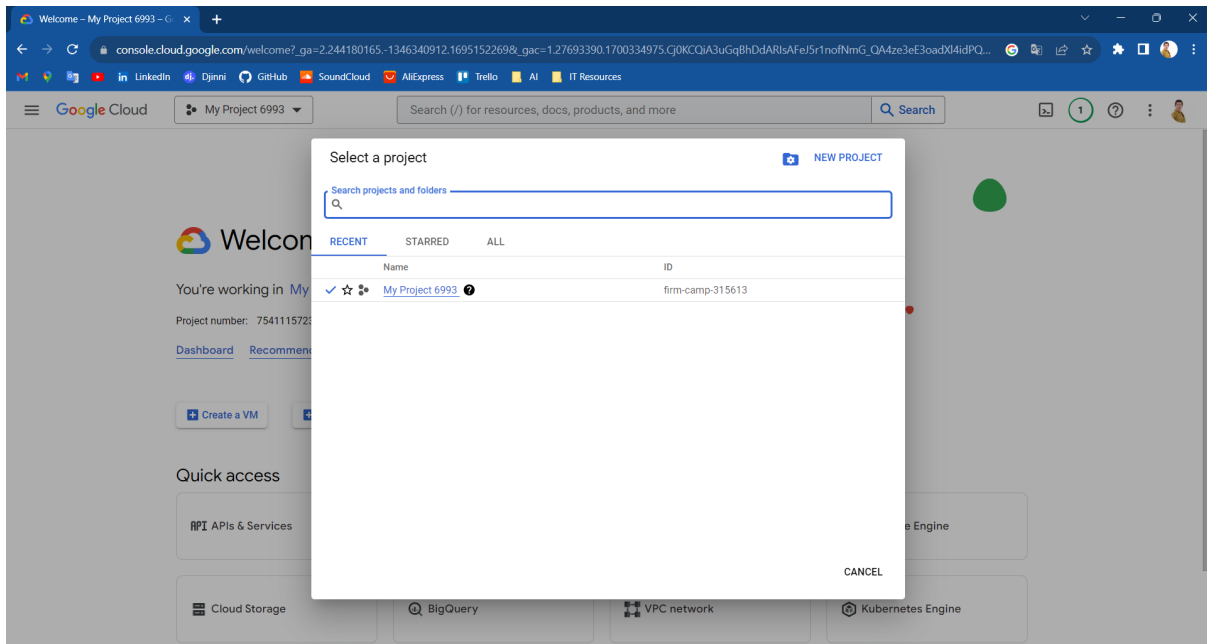 Welcome – My Project 6993 – G
console.cloud.google.com/welcome?_ga=2.244180165.-1346340912.1695152269&_gac=1.27693390.1700334975.Cj0KCQiA3uGqBhDdARIsAFeJ5r1nofNmG_QA4ze3eE3oadXl4idPQ...
in LinkedIn dj. Djinni GitHub SoundCloud AliExpress Trello AI IT Resources
Google Cloud My Project 6993 Search (/) for resources, docs, products, and more Search 1
Select a project NEW PROJECT
Search projects and folders
Welcon
RECENT STARRED ALL
Name ID
You're working in My
My Project 6993 firm-camp-315613
Project number: 7541115723
Dashboard Recommen
Create a VM
Quick access
API APIs & Services
e Engine
CANCEL
Cloud Storage BigQuery VPC network Kubernetes Engine